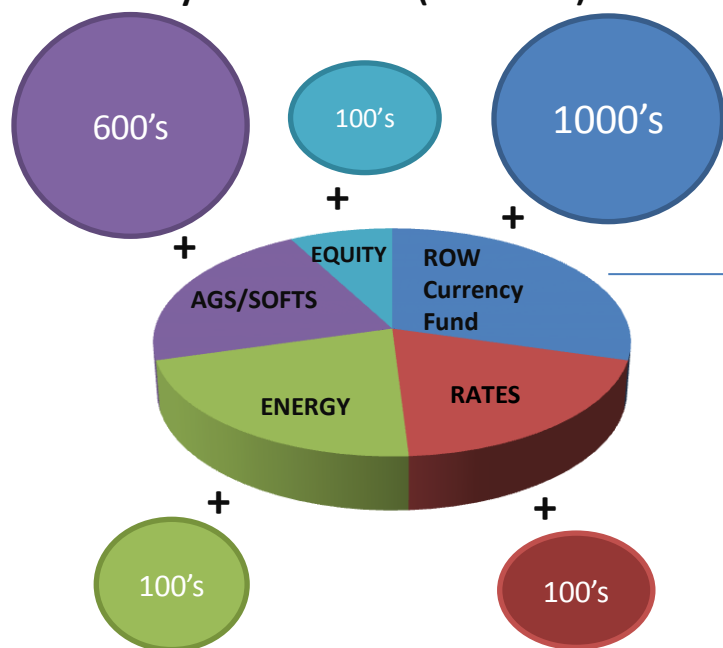 600's
100's
1000's
+
+
+
EQUITY
ROW
Currency
Fund
AGS/SOFTS
ENERGY
RATES
+
+
100's
100's